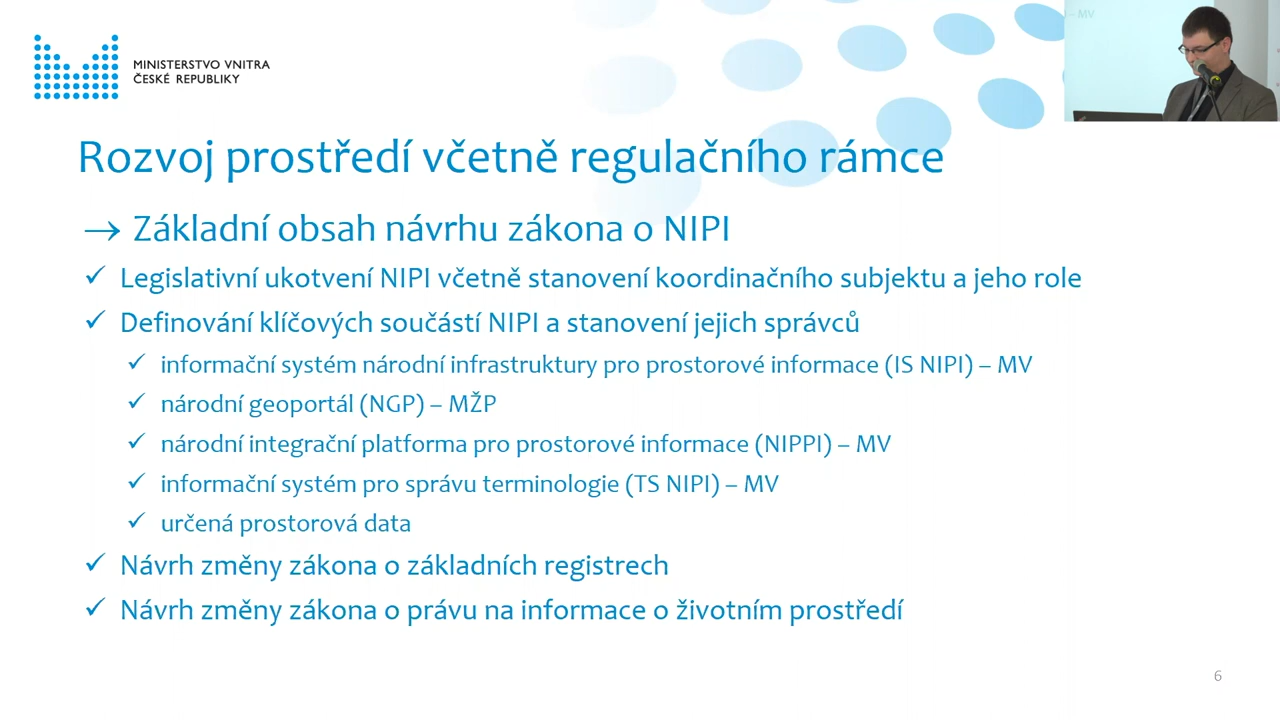 MINISTERSTVO VNITRA
ČESKÉ REPUBLIKY
– MV
Rozvoj prostředí včetně regulačního rámce
→ Základní obsah návrhu zákona o NIPI
✓ Legislativní ukotvení NIPI včetně stanovení koordinačního subjektu a jeho role
✓ Definování klíčových součástí NIPI a stanovení jejich správců
✓ informační systém národní infrastruktury pro prostorové informace (IS NIPI) – MV
✓ národní geoportál (NGP) – MŽP
✓ národní integrační platforma pro prostorové informace (NIPPI) – MV
✓ informační systém pro správu terminologie (TS NIPI) – MV
✓ určená prostorová data
✓ Návrh změny zákona o základních registrech
✓ Návrh změny zákona o právu na informace o životním prostředí
6